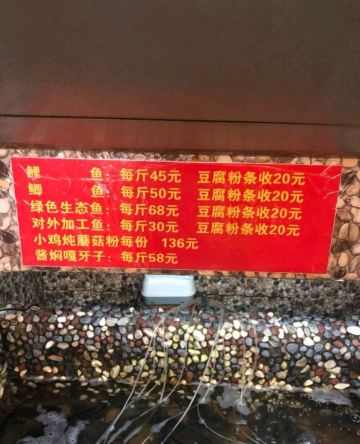 鲤鱼:每斤45元 豆腐粉条收20元
鲫鱼:每斤50元 豆腐粉条收20元
绿色生态鱼:每斤68元 豆腐粉条收20元
对外加工鱼:每斤30元 豆腐粉条收20元
小鸡炖蘑菇粉每份 136元
酱焖嘎牙子:每斤58元